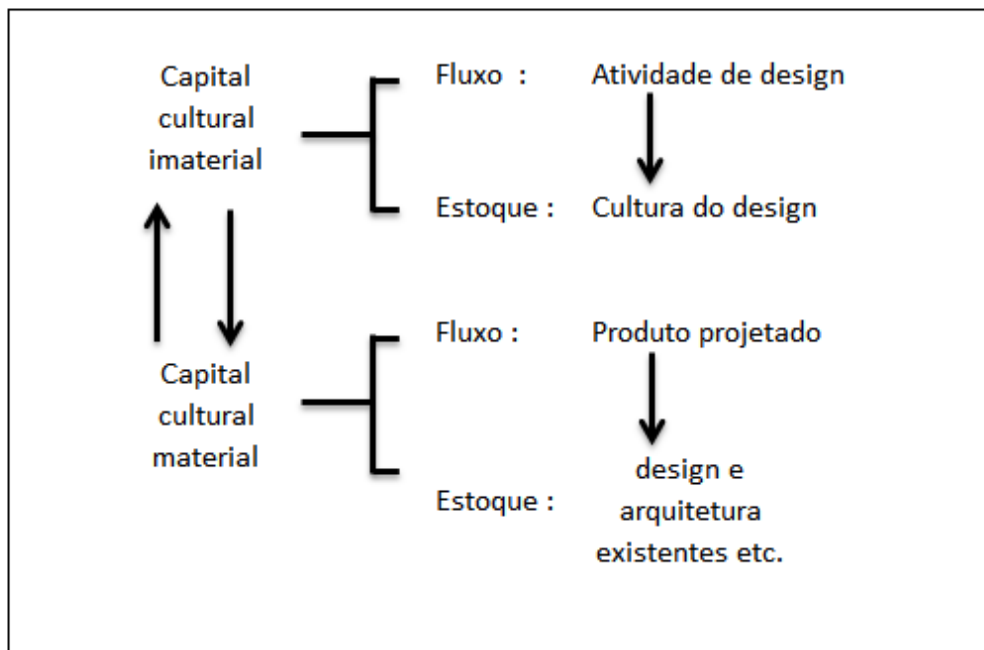 Capital
cultural
imaterial
Fluxo : Atividade de design
Estoque : Cultura do design
Capital
cultural
material
Fluxo : Produto projetado
Estoque :
design e
arquitetura
existentes etc.